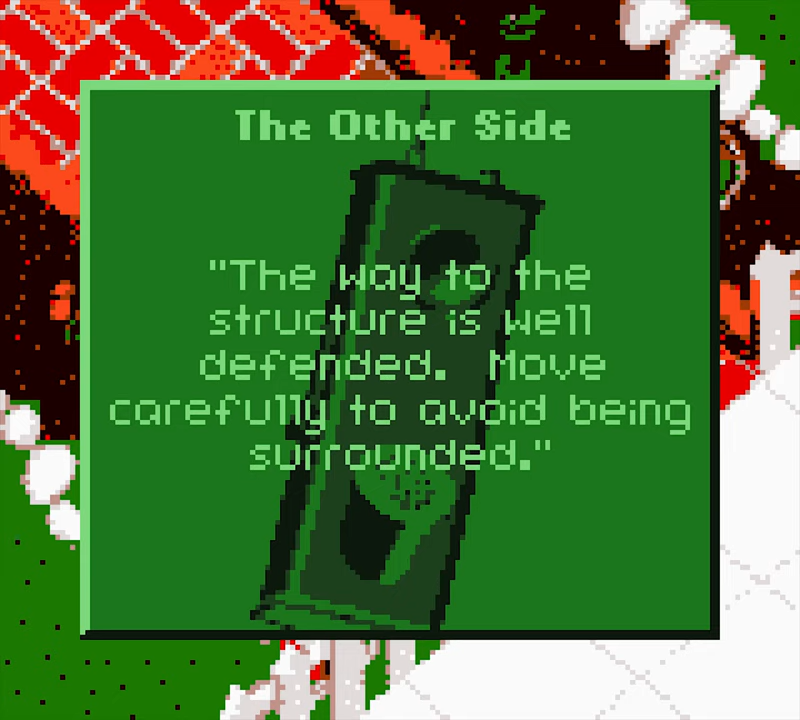 The Other Side
"The way to the
structure is well
defended. Move
carefully to avoid being
surrounded."